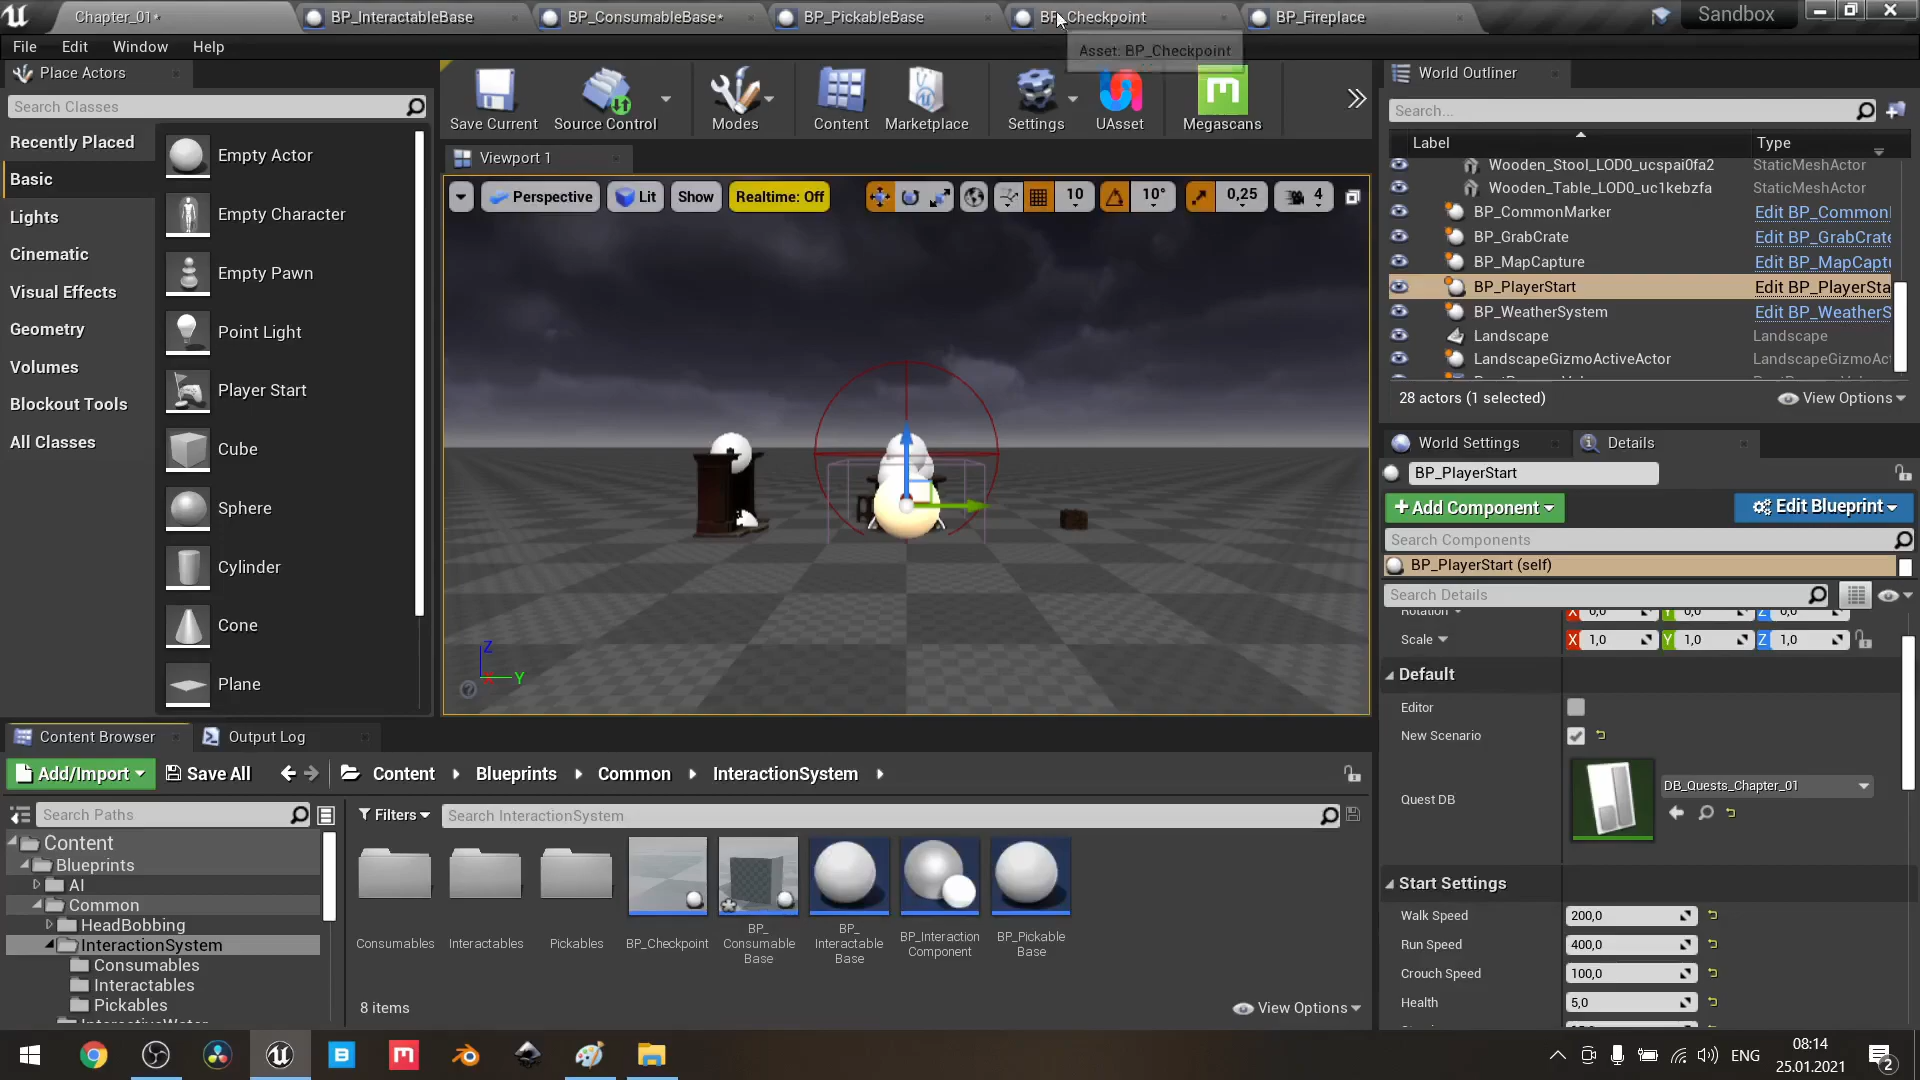 Chapter_01*
BP_InteractableBase
BP_ConsumableBase*
BP_PickableBase
BP_Checkpoint
BP_Fireplace
Sandbox
File
Edit
Window
Help
Asset: BP_Checkpoint
Place Actors
Search Classes
Recently Placed
Basic
Lights
Cinematic
Visual Effects
Geometry
Volumes
Blockout Tools
All Classes
Empty Actor
Empty Character
Empty Pawn
Point Light
Player Start
Cube
Sphere
Cylinder
Cone
Plane
Save Current
Source Control
Modes
Content
Marketplace
Settings
UAsset
Megascans
Viewport 1
Perspective
Lit
Show
Realtime: Off
10
10°
0,25
4
Z
X
Y
World Outliner
Search...
Label
Type
Wooden_Stool_LOD0_ucspai0fa2 StaticMeshActor
Wooden_Table_LOD0_uc1kebzfa StaticMeshActor
BP_CommonMarker Edit BP_Common
BP_GrabCrate Edit BP_GrabCrate
BP_MapCapture Edit BP_MapCaptu
BP_PlayerStart Edit BP_PlayerSta
BP_WeatherSystem Edit BP_WeatherS
Landscape Landscape
LandscapeGizmoActiveActor LandscapeGizmoAct
28 actors (1 selected)
View Options
World Settings
Details
BP_PlayerStart
+ Add Component
Edit Blueprint
Search Components
BP_PlayerStart (self)
Search Details
Rotation X 0,0 Y 0,0 Z 0,0
Scale X 1,0 Y 1,0 Z 1,0
Default
Editor
New Scenario
Quest DB DB_Quests_Chapter_01
Start Settings
Walk Speed 200,0
Run Speed 400,0
Crouch Speed 100,0
Health 5,0
Content Browser
Output Log
Add/Import
Save All
Content
Blueprints
Common
InteractionSystem
Search Paths
Filters
Search InteractionSystem
Content
Blueprints
AI
Common
HeadBobbing
InteractionSystem
Consumables
Interactables
Pickables
Consumables
Interactables
Pickables
BP_Checkpoint
BP_
Consumable
Base
BP_
Interactable
Base
BP_Interaction
Component
BP_Pickable
Base
8 items
View Options
ENG
08:14
25.01.2021
2